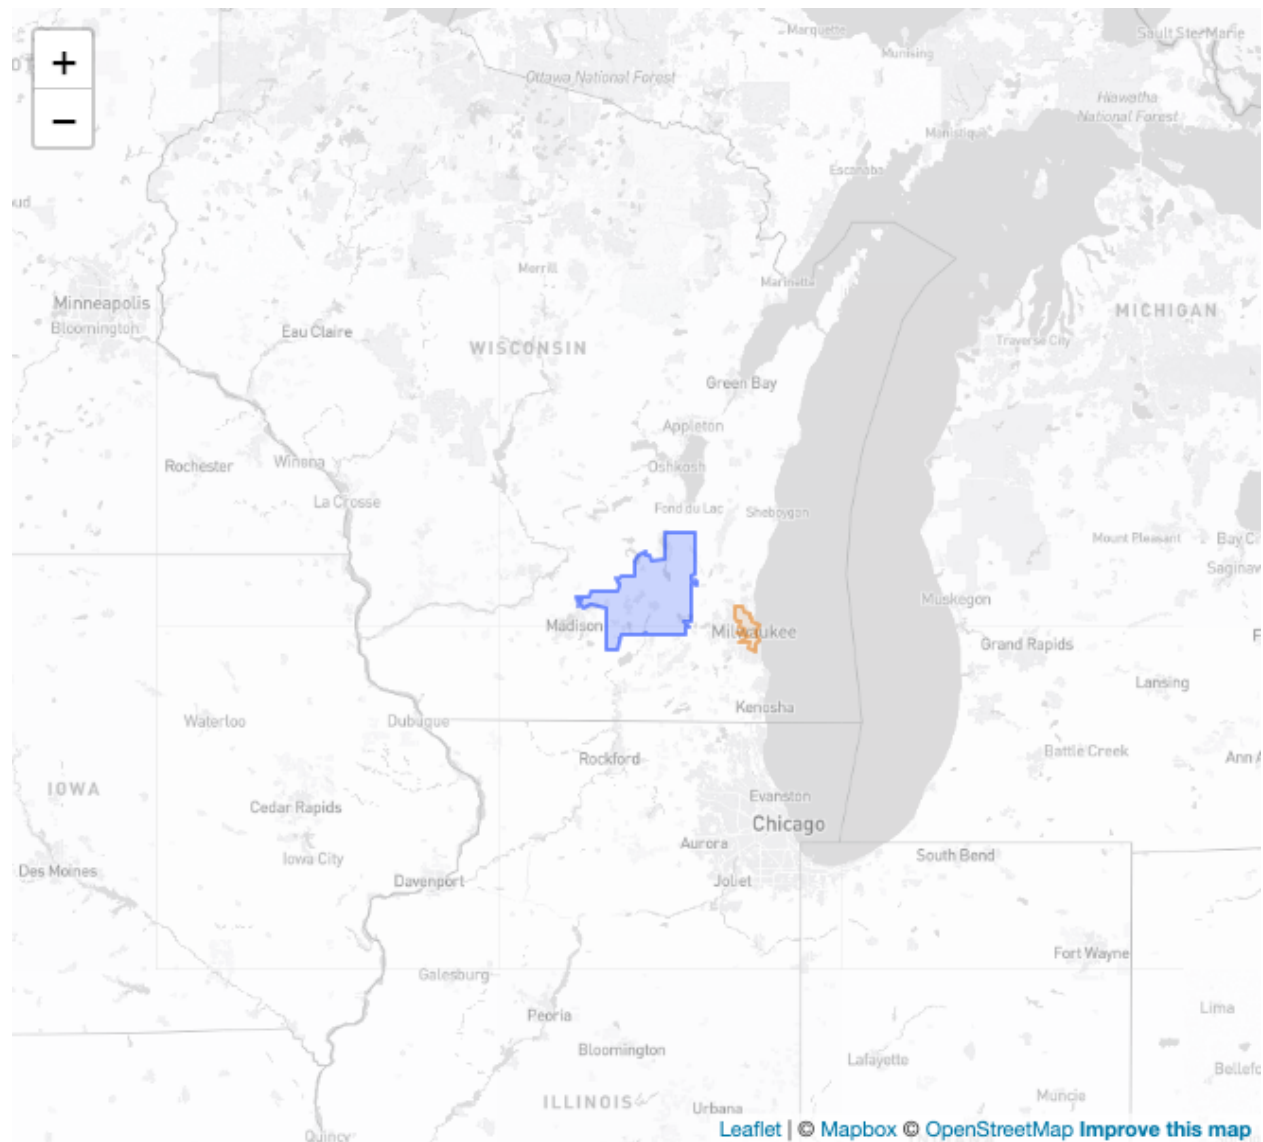 +
Marquette
Sault Ste Marie
Munising
Ottawa National Forest
−
Hiawatha
National Forest
Manistique
Escanaba
oud
Merrill
Marinette
Minneapolis
Bloomington
Eau Claire
MICHIGAN
WISCONSIN
Traverse City
Green Bay
Appleton
Rochester
Winona
Oshkosh
La Crosse
Fond du Lac
Sheboygan
Mount Pleasant
Bay C
Saginaw
Muskegon
Madison
Milwaukee
F
Grand Rapids
Lansing
Kenosha
Waterloo
Dubuque
Rockford
Battle Creek
Ann A
IOWA
Evanston
Cedar Rapids
Chicago
Aurora
Iowa City
South Bend
Des Moines
Davenport
Joliet
Fort Wayne
Galesburg
Lima
Peoria
Bloomington
Lafayette
Bellefo
Muncie
ILLINOIS
Urbana
Quincy
Leaflet | © Mapbox © OpenStreetMap Improve this map